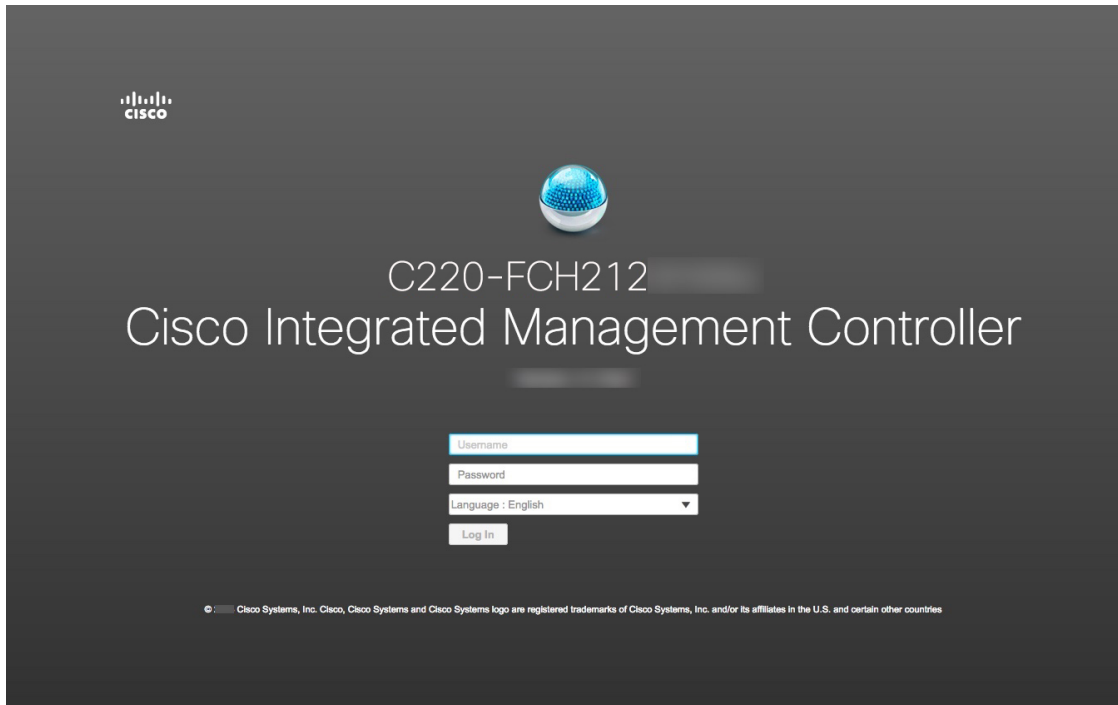 CISCO
C220-FCH212
Cisco Integrated Management Controller
Username
Password
Language : English
Log In
© Cisco Systems, Inc. Cisco, Cisco Systems and Cisco Systems logo are registered trademarks of Cisco Systems, Inc. and/or its affiliates in the U.S. and certain other countries